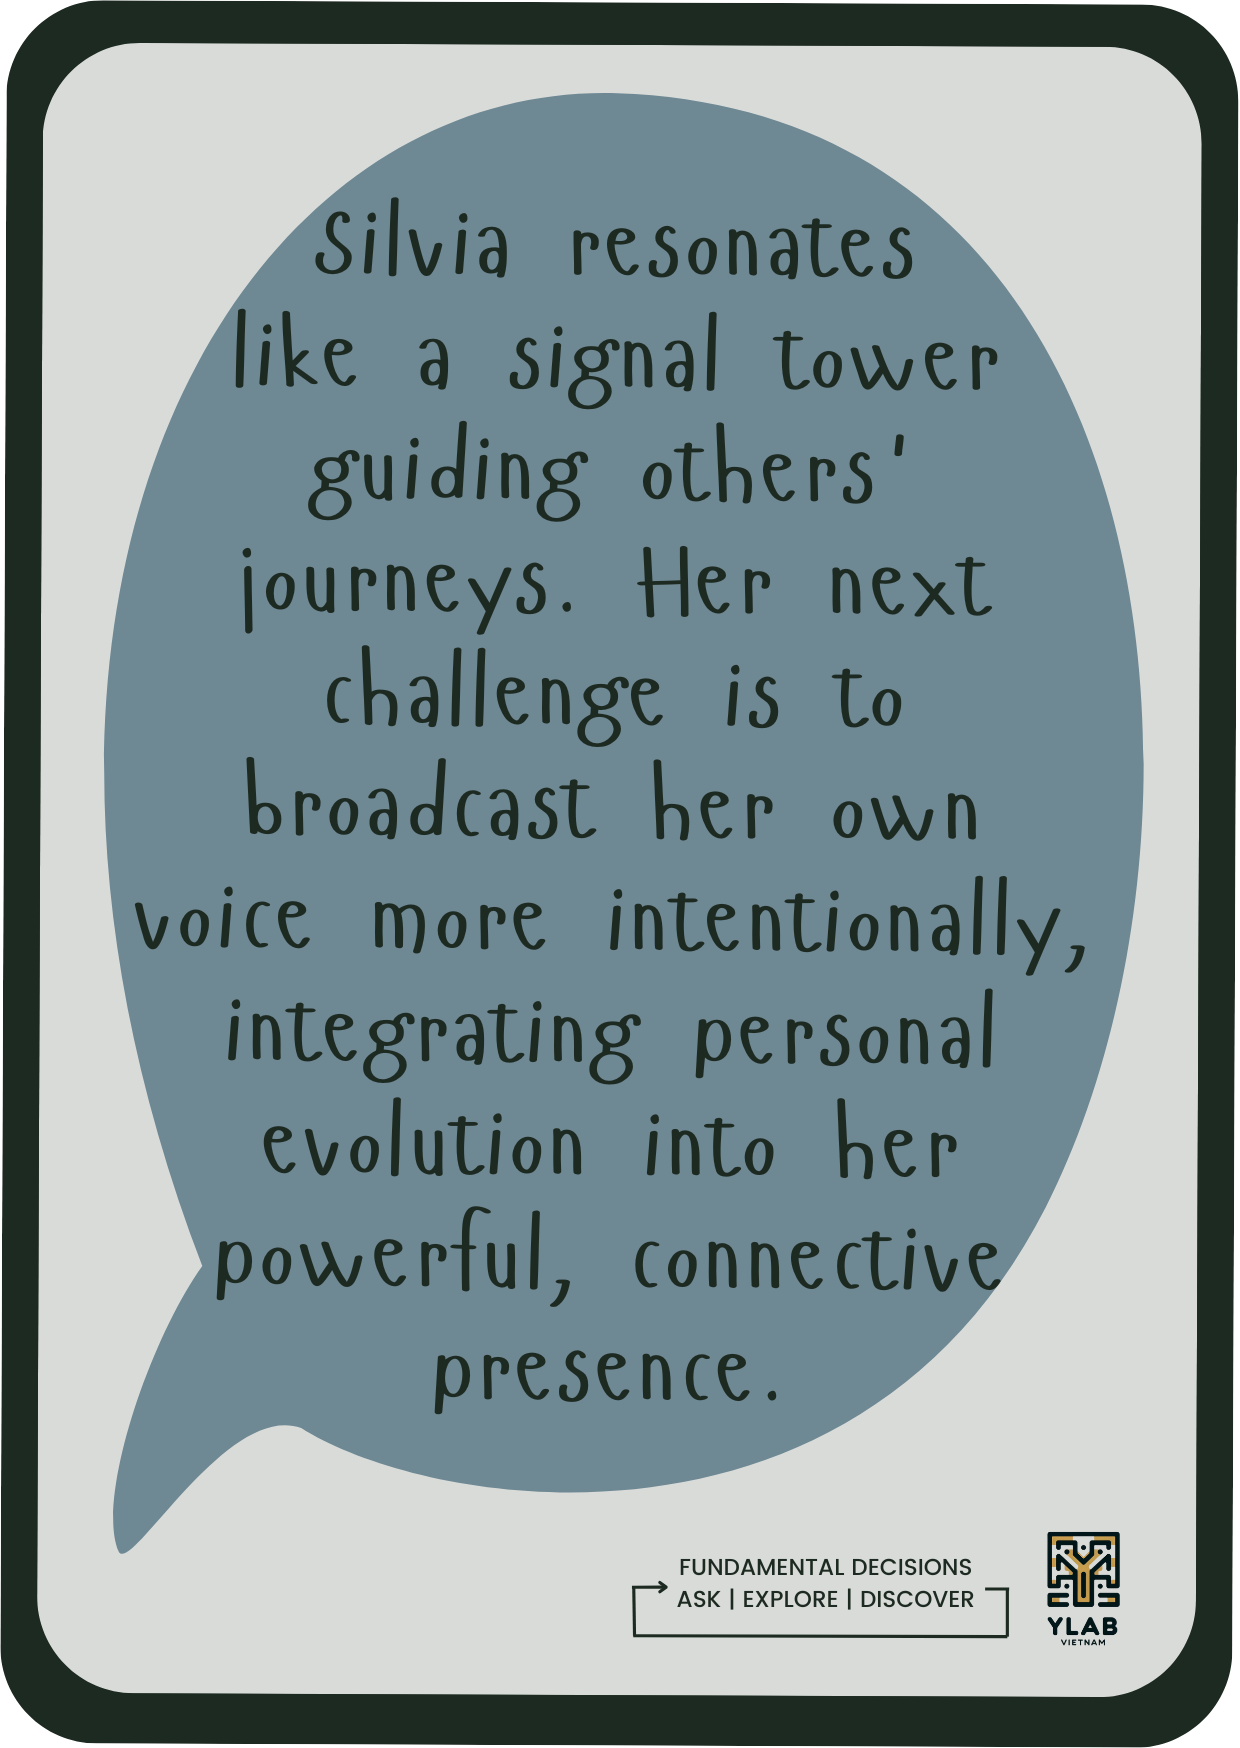 Silvia resonates
like a signal tower
guiding others'
journeys. Her next
challenge is to
broadcast her own
voice more intentionally,
integrating personal
evolution into her
powerful, connective
presence.
FUNDAMENTAL DECISIONS
ASK | EXPLORE | DISCOVER
YLAB
VIETNAM